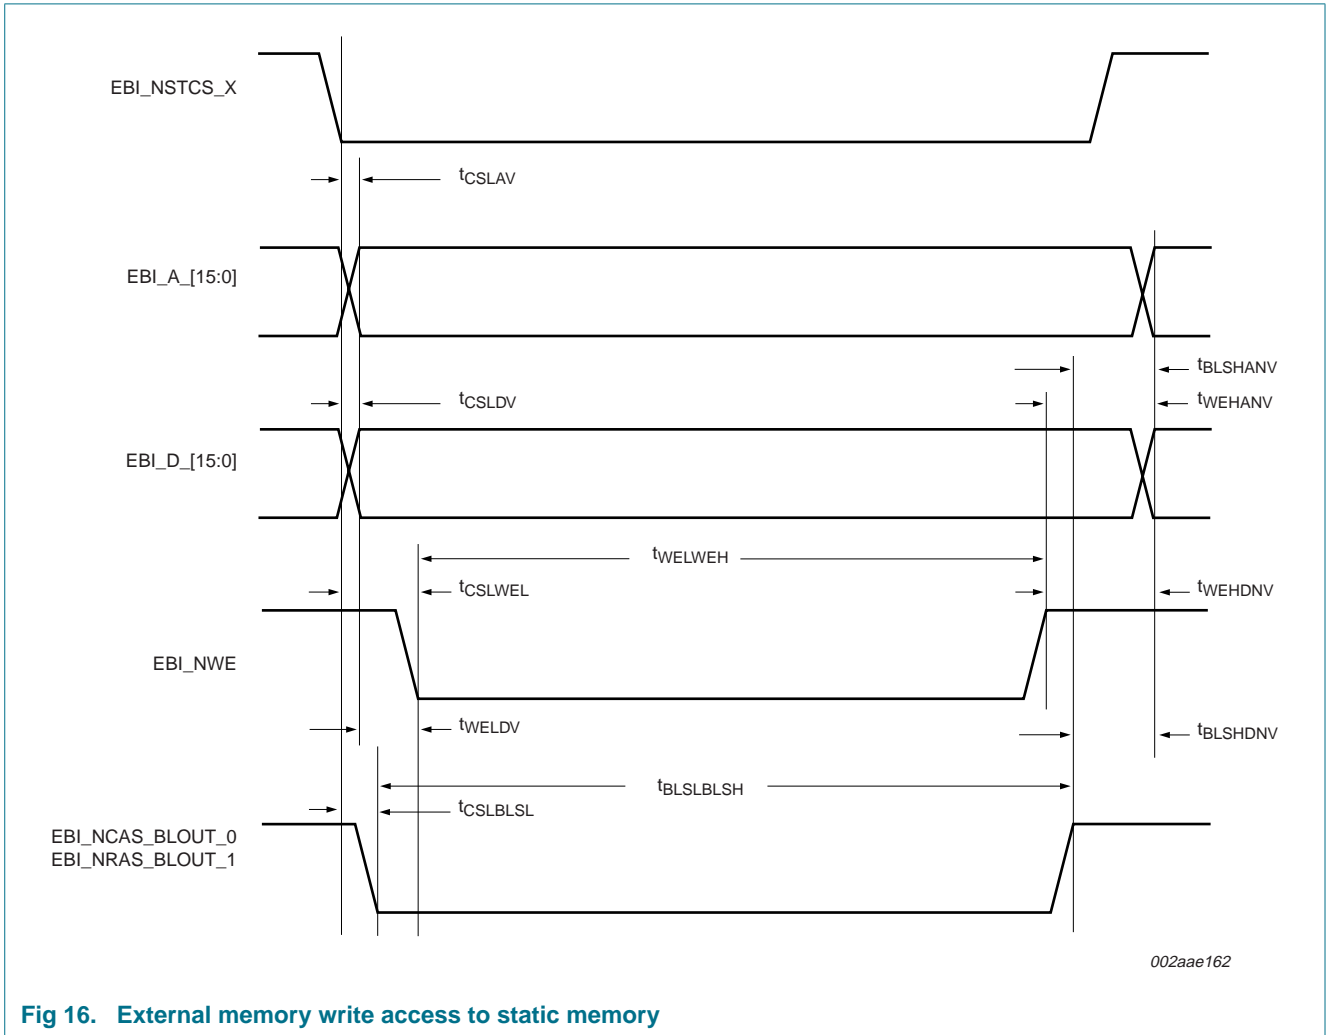 EBI_NSTCS_X
tCSLAV
EBI_A_[15:0]
tBLSHANV
tCSLDV
tWEHANV
EBI_D_[15:0]
tWELWEH
tCSLWEL
tWEHDNV
EBI_NWE
tWELDV
tBLSHDNV
tBLSLBLSH
tCSLBLSL
EBI_NCAS_BLOUT_0
EBI_NRAS_BLOUT_1
002aae162
Fig 16. External memory write access to static memory